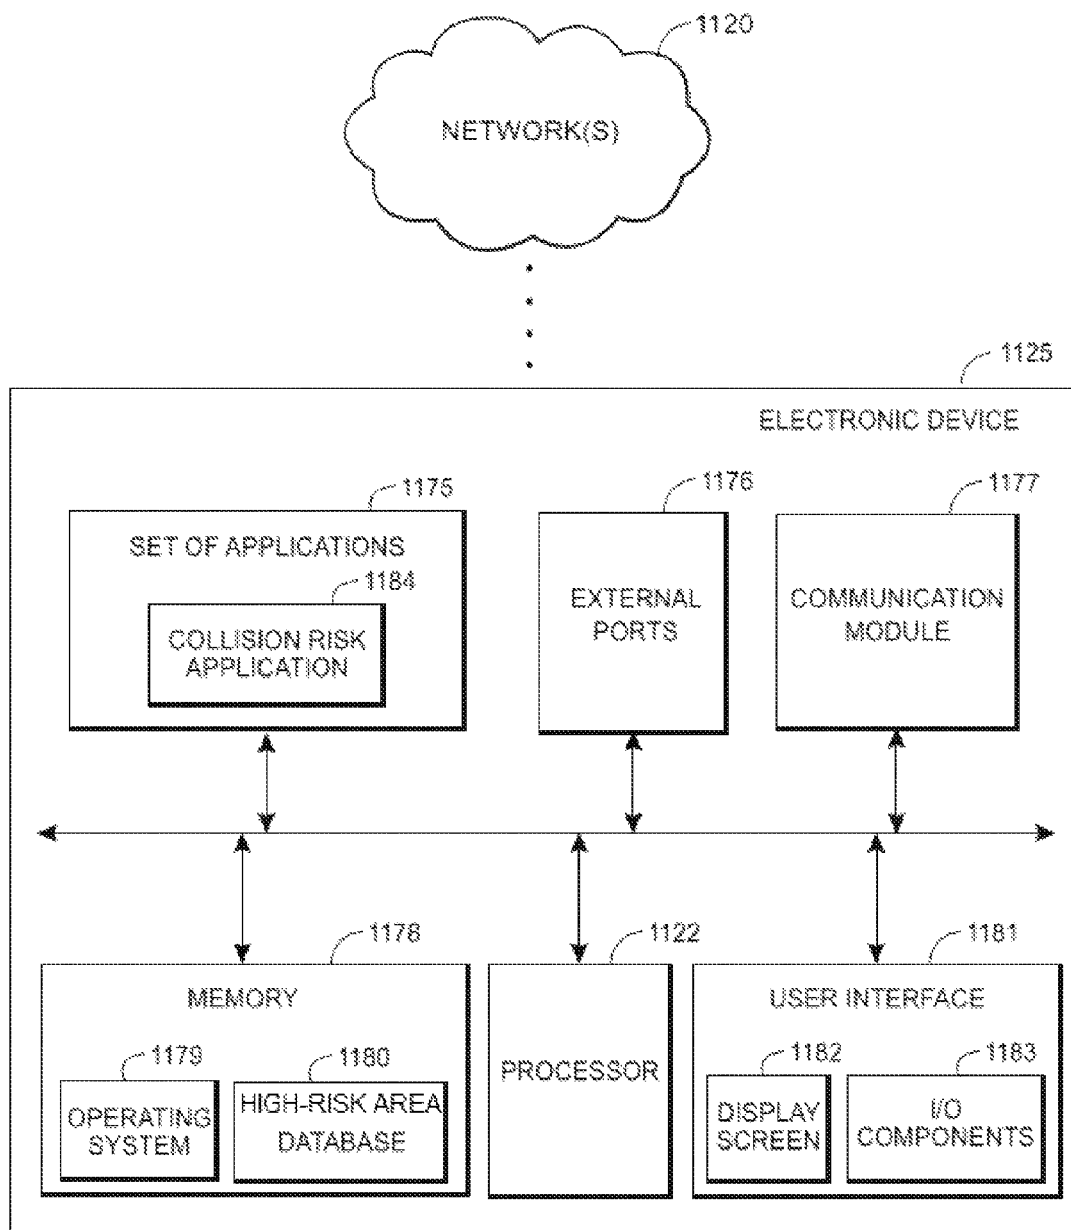 1120
NETWORK(S)
1125
ELECTRONIC DEVICE
1175
SET OF APPLICATIONS
1184
COLLISION RISK
APPLICATION
1176
EXTERNAL
PORTS
1177
COMMUNICATION
MODULE
1178
MEMORY
1179
OPERATING
SYSTEM
1180
HIGH-RISK AREA
DATABASE
1122
PROCESSOR
1181
USER INTERFACE
1182
DISPLAY
SCREEN
1183
I/O
COMPONENTS